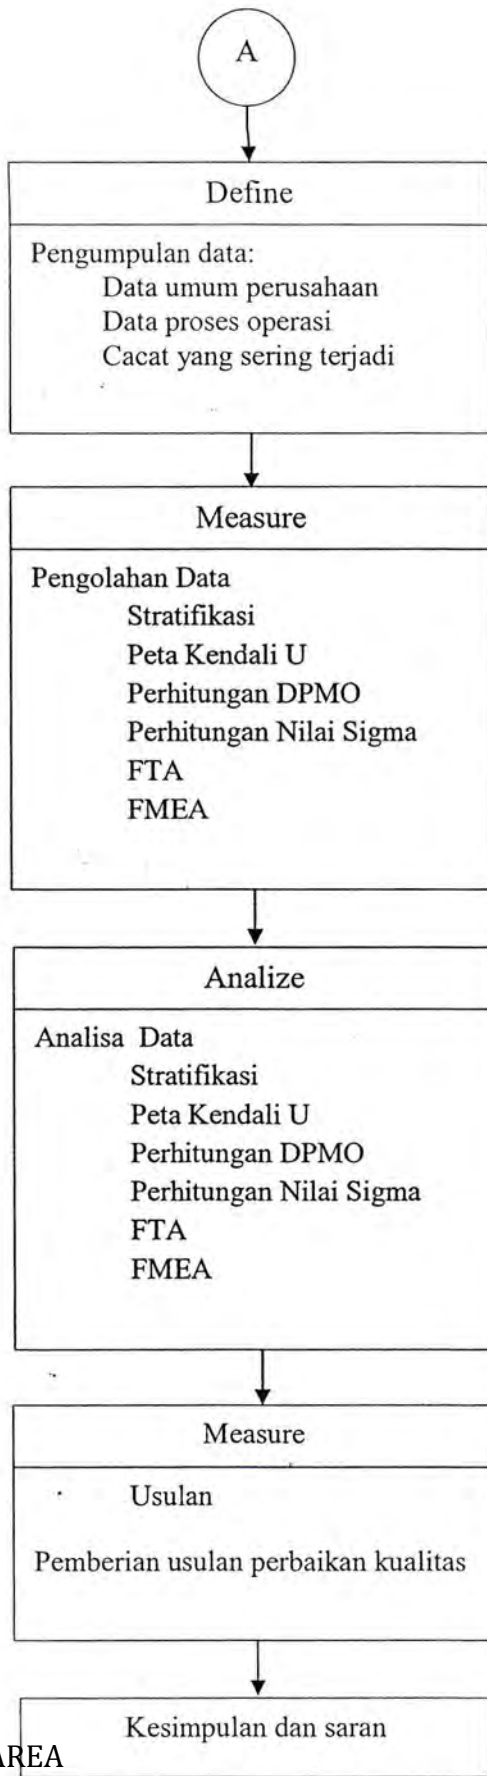 A
Define
Pengumpulan data:
Data umum perusahaan
Data proses operasi
Cacat yang sering terjadi
Measure
Pengolahan Data
Stratifikasi
Peta Kendali U
Perhitungan DPMO
Perhitungan Nilai Sigma
FTA
FMEA
Analize
Analisa Data
Stratifikasi
Peta Kendali U
Perhitungan DPMO
Perhitungan Nilai Sigma
FTA
FMEA
Measure
Usulan
Pemberian usulan perbaikan kualitas
Kesimpulan dan saran
AREA